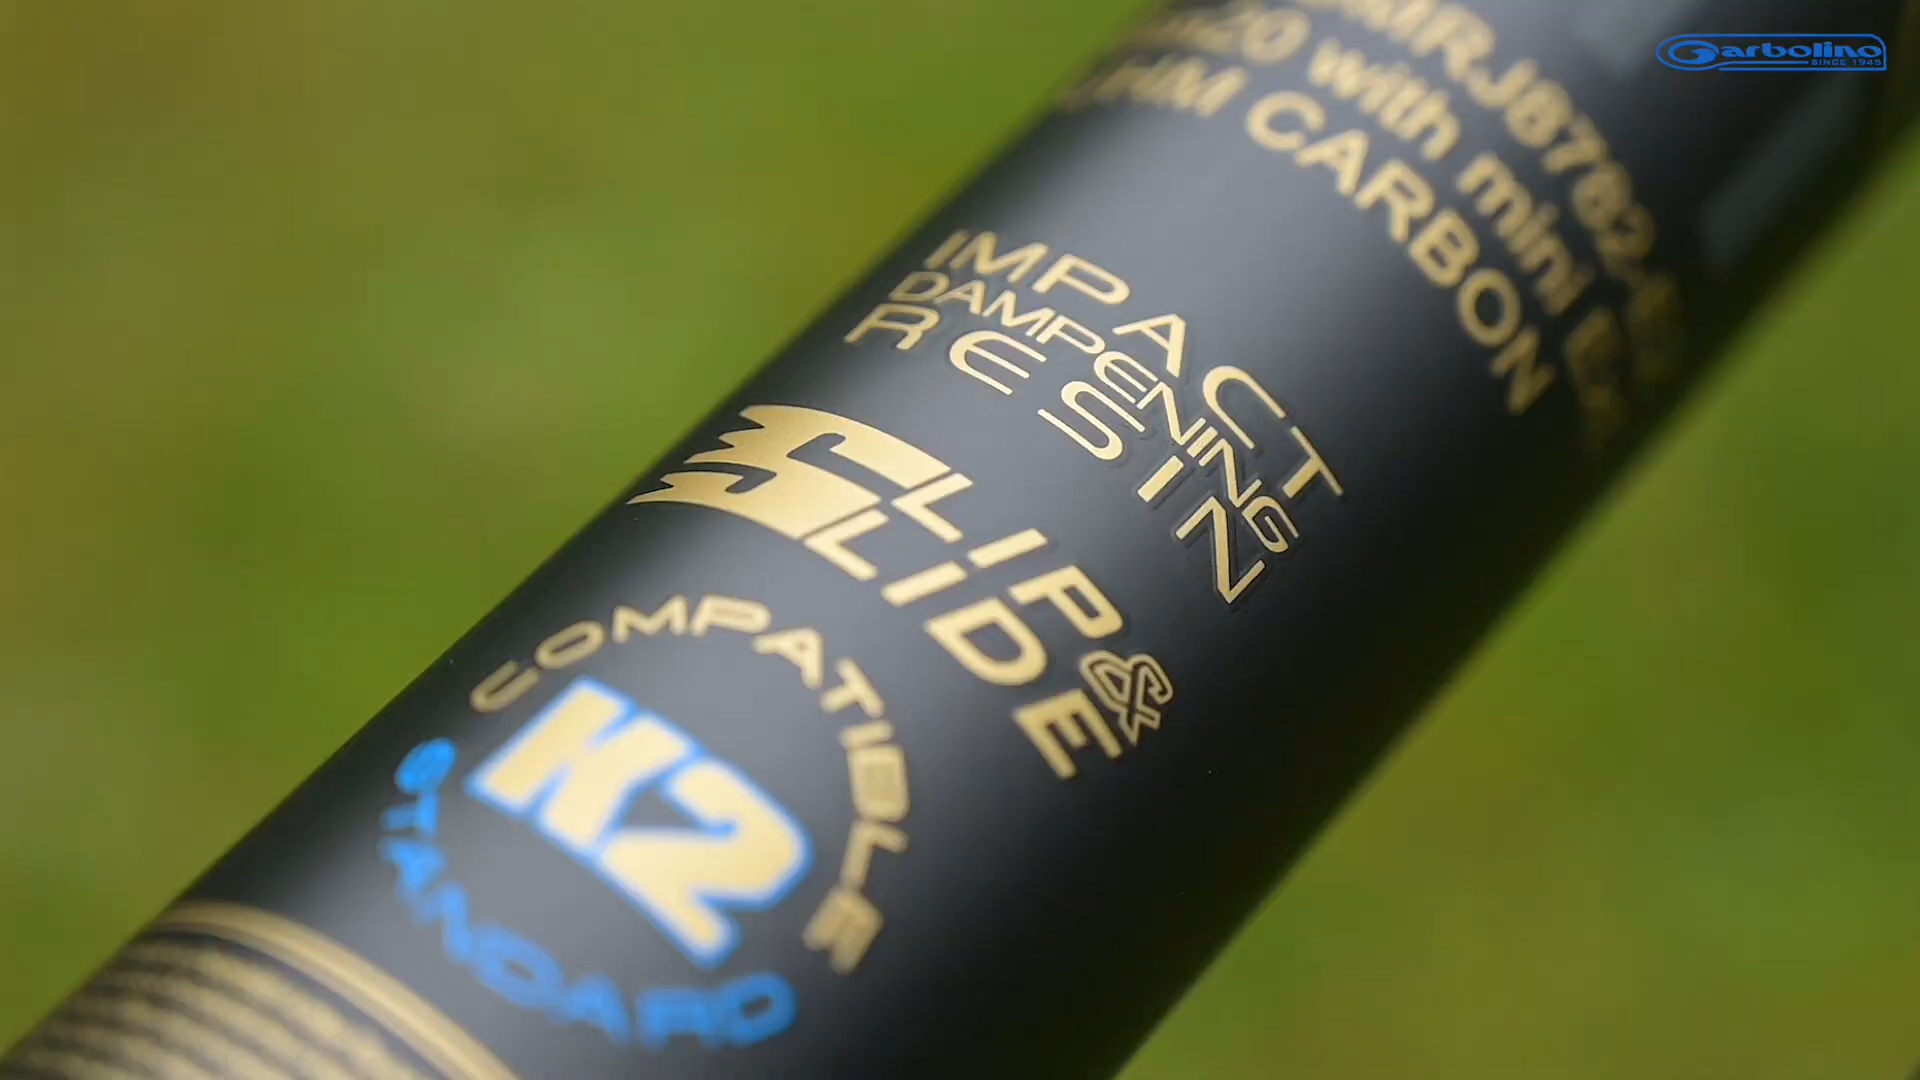 Garbolino
SINCE 1945
with mini
CARBON
IMPACT
DAMPENING
RESIN
SLIP &
SLIDE
COMPATIBLE
K2
STANDARD